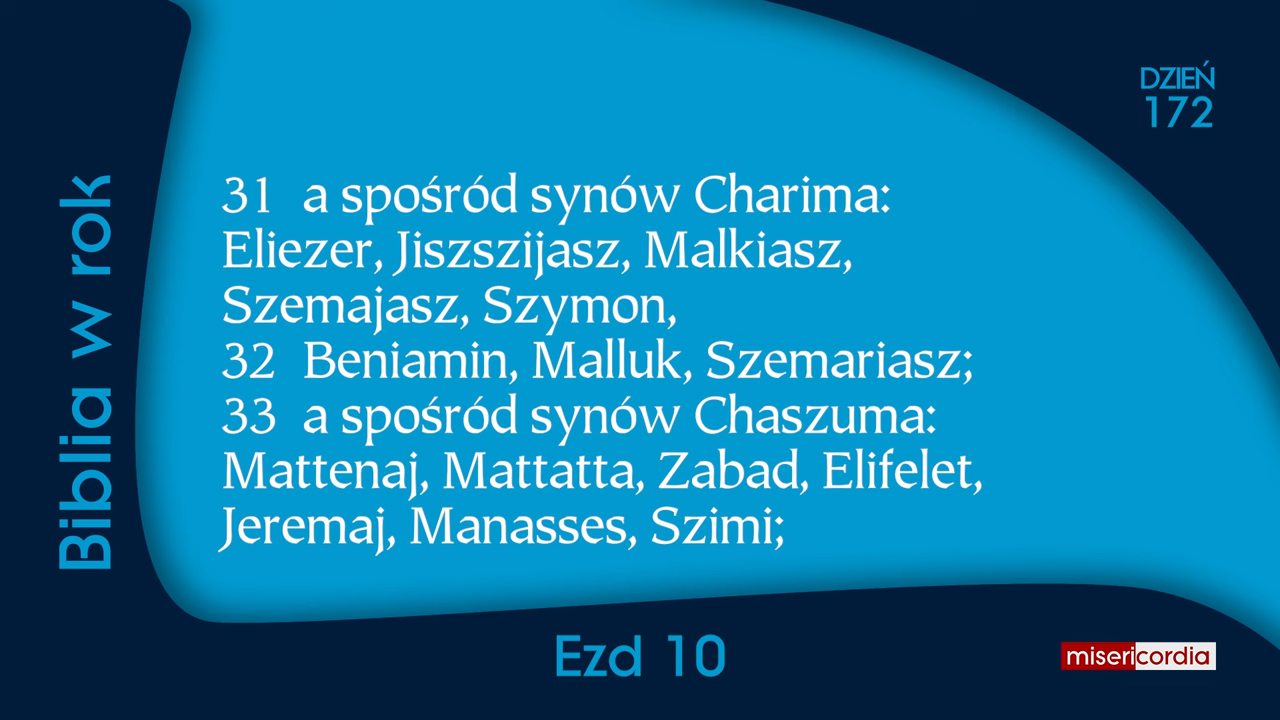 DZIEŃ
172
Biblia w rok
31 a spośród synów Charima:
Eliezer, Jiszszijasz, Malkiasz,
Szemajasz, Szymon,
32 Beniamin, Malluk, Szemariasz;
33 a spośród synów Chaszuma:
Mattenaj, Mattatta, Zabad, Elifelet,
Jeremaj, Manasses, Szimi;
Ezd 10
misericordia